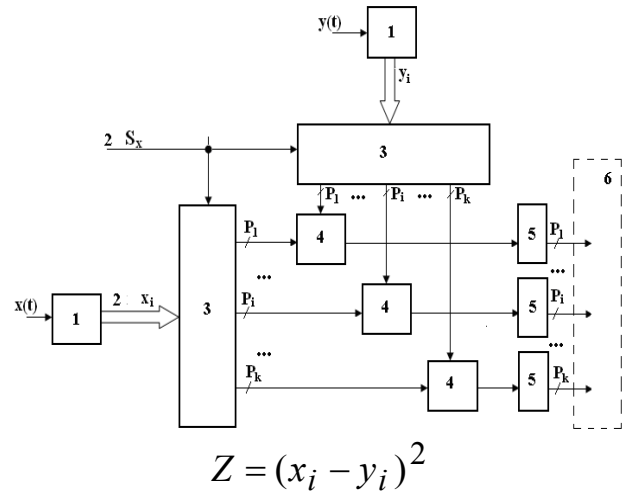 y(t) 1
y_i
2 S_x
3
6
P_1 ... P_i ... P_k
P_1 4 5 P_1
... ...
x(t) 1 2 x_i 3 P_i 4 5 P_i
... ... ...
P_k 4 5 P_k
Z = (x_i - y_i)^2